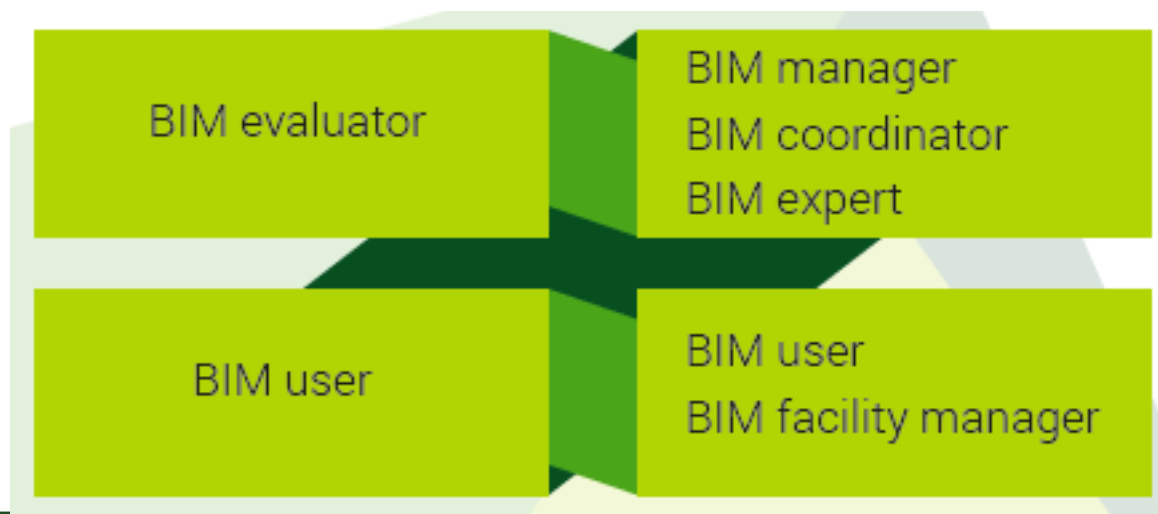 BIM evaluator
BIM manager
BIM coordinator
BIM expert
BIM user
BIM user
BIM facility manager